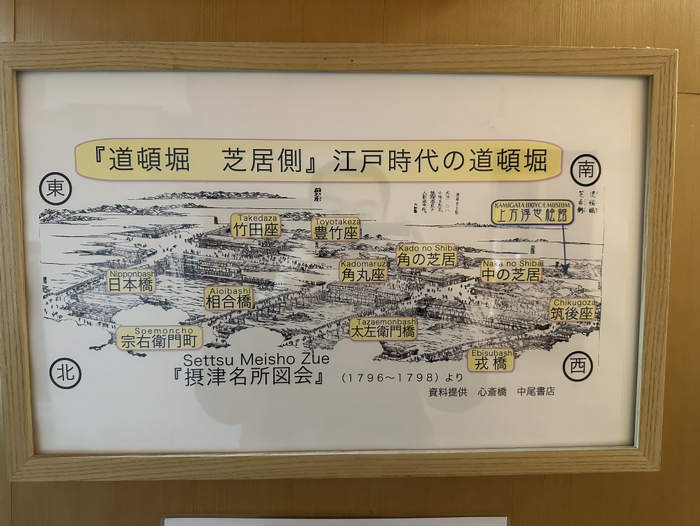 『道頓堀　芝居側』江戸時代の道頓堀
東
南
KAMIGATA UKIYOE MUSEUM
上方浮世絵館
Takedaza
竹田座
Toyotakeza
豊竹座
Kado no Shiba
角の芝居
Kadomaruz
角丸座
Naka no Shibai
中の芝居
Nipponbash
日本橋
Aioibashi
相合橋
Chikugoza
筑後座
Soemoncho
宗右衛門町
Tazaemonbash
太左衛門橋
Ebisubash
戎橋
北
西
Settsu Meisho Zue
『摂津名所図会』（1796〜1798）より
資料提供　心斎橋　中尾書店